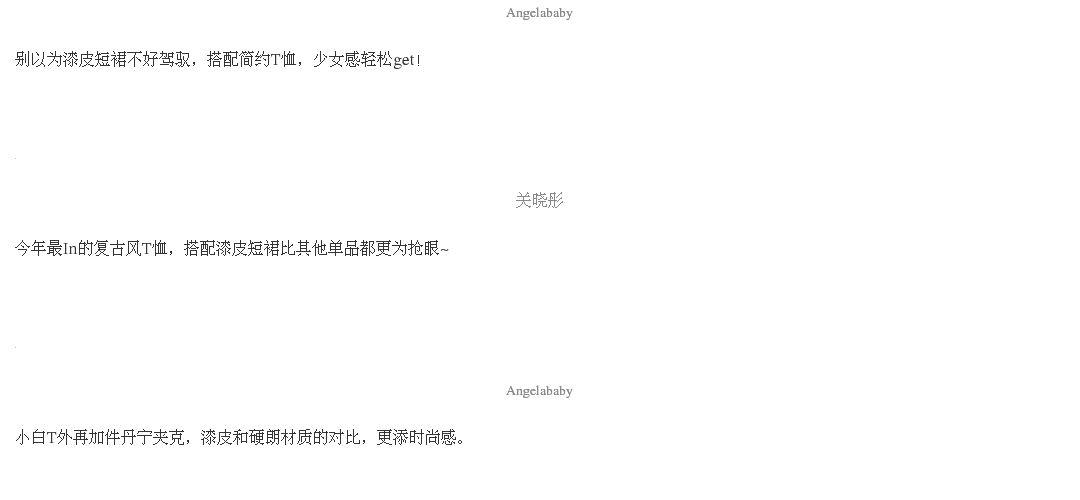 Angelababy
别以为漆皮短裙不好驾驭，搭配简约T恤，少女感轻松get！
关晓彤
今年最In的复古风T恤，搭配漆皮短裙比其他单品都更为抢眼~
Angelababy
小白T外再加件丹宁夹克，漆皮和硬朗材质的对比，更添时尚感。